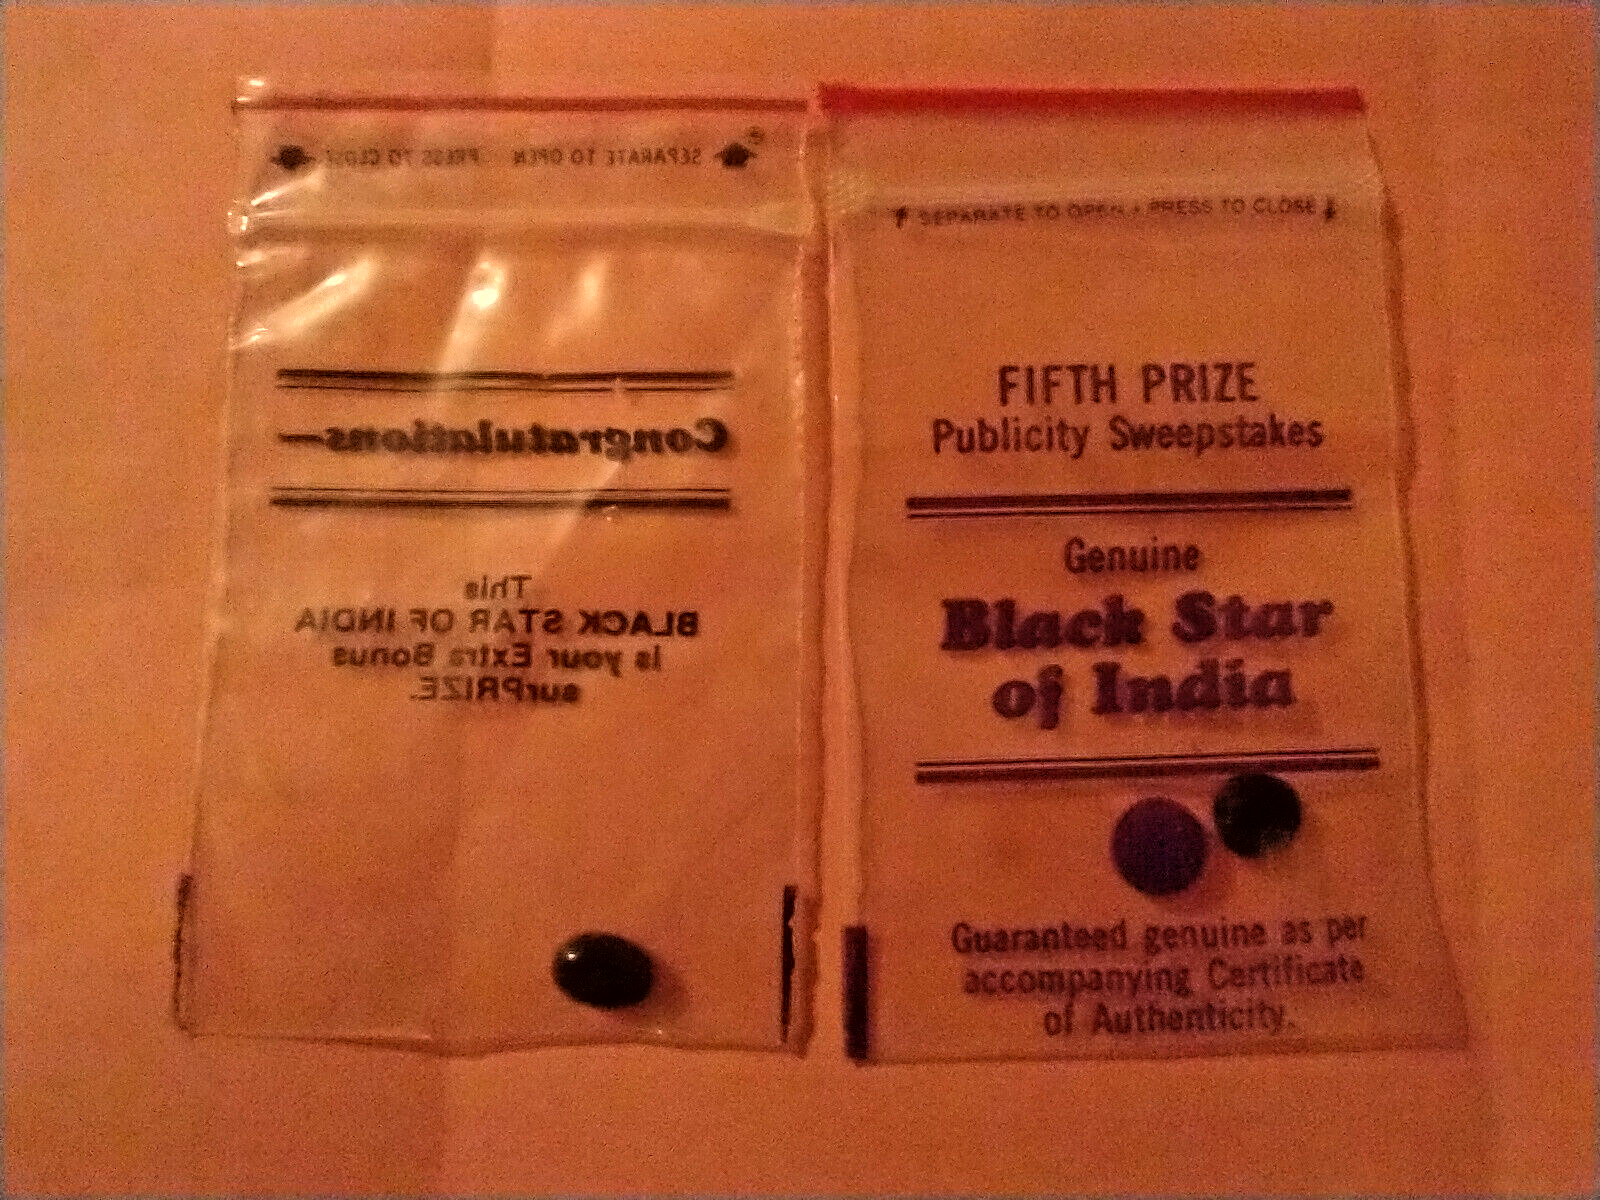 SEPARATE TO OPEN PRESS TO CLOSE
Congratulations—
This
BLACK STAR OF INDIA
is your Extra Bonus
surPRIZE.
SEPARATE TO OPEN • PRESS TO CLOSE
FIFTH PRIZE
Publicity Sweepstakes
Genuine
Black Star
of India
Guaranteed genuine as per
accompanying Certificate
of Authenticity.